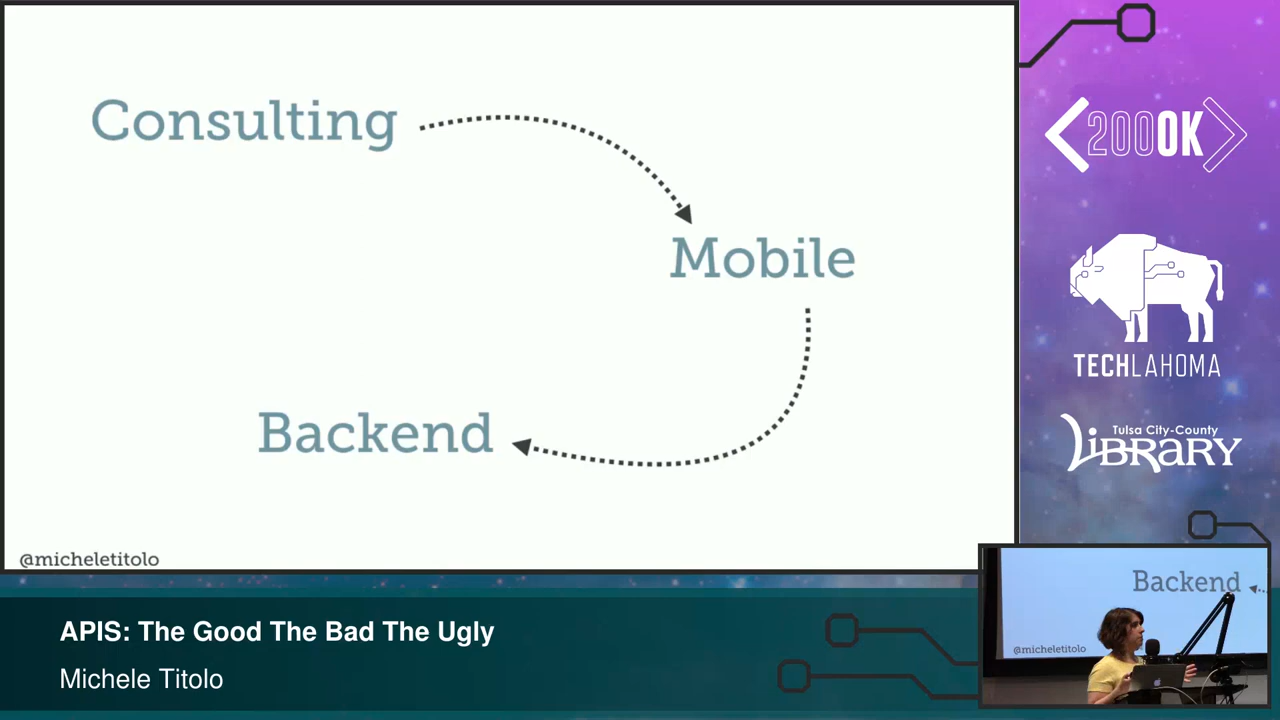 Consulting
Mobile
Backend
@micheletitolo
200OK
TECHLAHOMA
Tulsa City-County
LIBRARY
Backend
@micheletitolo
APIS: The Good The Bad The Ugly
Michele Titolo